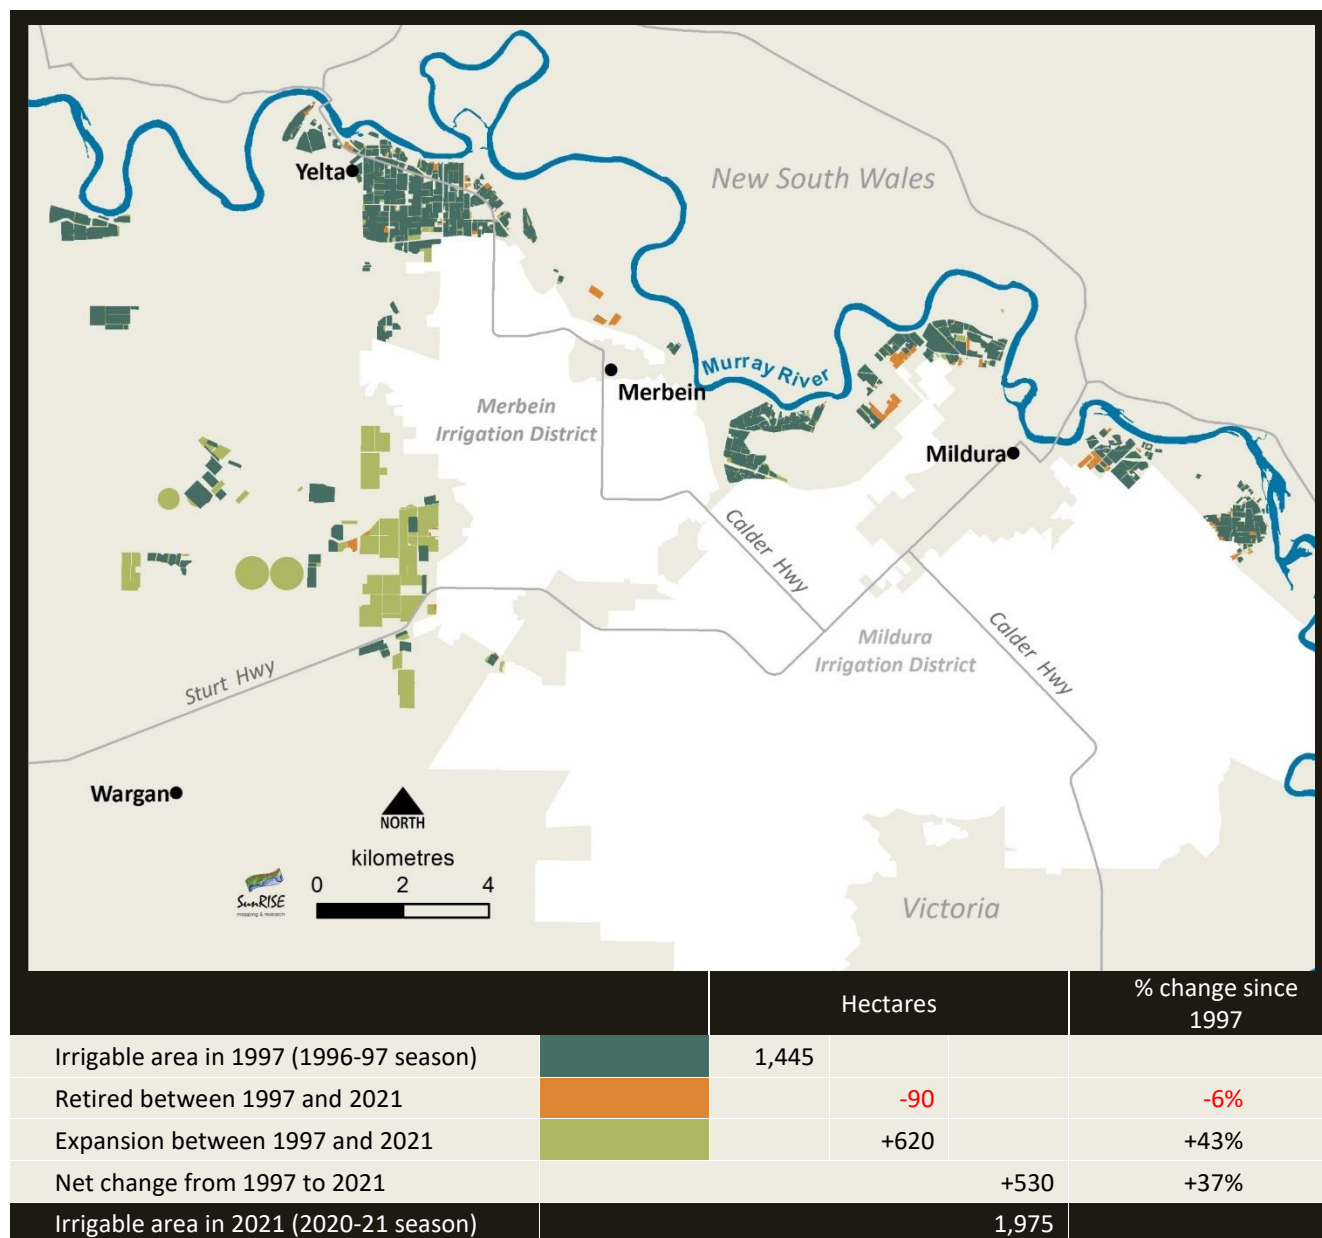 New South Wales
Yelta
Murray River
Merbein
Merbein
Irrigation District
Mildura
Calder Hwy
Calder Hwy
Mildura
Irrigation District
Sturt Hwy
Wargan
NORTH
kilometres
0 2 4
SunRISE
mapping & research
Victoria
Hectares % change since
1997
Irrigable area in 1997 (1996-97 season) 1,445
Retired between 1997 and 2021 -90 -6%
Expansion between 1997 and 2021 +620 +43%
Net change from 1997 to 2021 +530 +37%
Irrigable area in 2021 (2020-21 season) 1,975